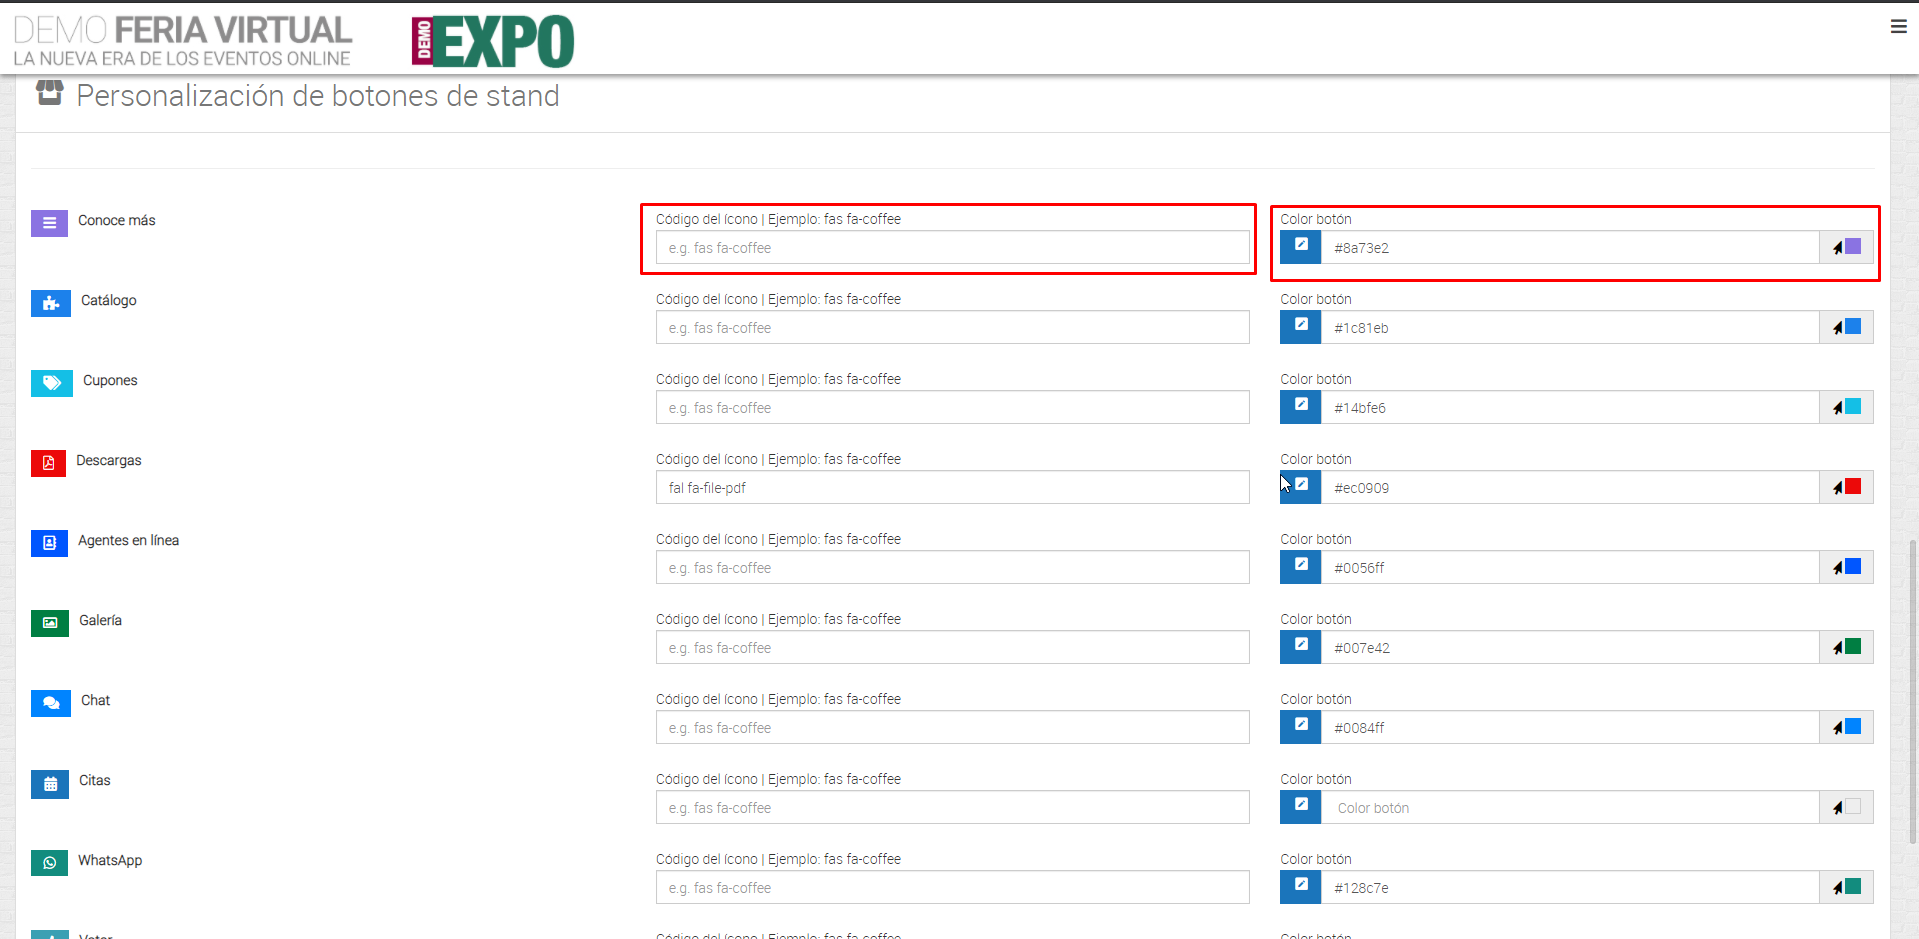 DEMO FERIA VIRTUAL
LA NUEVA ERA DE LOS EVENTOS ONLINE
DEMO EXPO
Personalización de botones de stand
Conoce más
Código del ícono | Ejemplo: fas fa-coffee
e.g. fas fa-coffee
Color botón
#8a73e2
Catálogo
Código del ícono | Ejemplo: fas fa-coffee
e.g. fas fa-coffee
Color botón
#1c81eb
Cupones
Código del ícono | Ejemplo: fas fa-coffee
e.g. fas fa-coffee
Color botón
#14bfe6
Descargas
Código del ícono | Ejemplo: fas fa-coffee
fal fa-file-pdf
Color botón
#ec0909
Agentes en línea
Código del ícono | Ejemplo: fas fa-coffee
e.g. fas fa-coffee
Color botón
#0056ff
Galería
Código del ícono | Ejemplo: fas fa-coffee
e.g. fas fa-coffee
Color botón
#007e42
Chat
Código del ícono | Ejemplo: fas fa-coffee
e.g. fas fa-coffee
Color botón
#0084ff
Citas
Código del ícono | Ejemplo: fas fa-coffee
e.g. fas fa-coffee
Color botón
Color botón
WhatsApp
Código del ícono | Ejemplo: fas fa-coffee
e.g. fas fa-coffee
Color botón
#128c7e
Votar
Código del ícono | Ejemplo: fas fa-coffee
Color botón